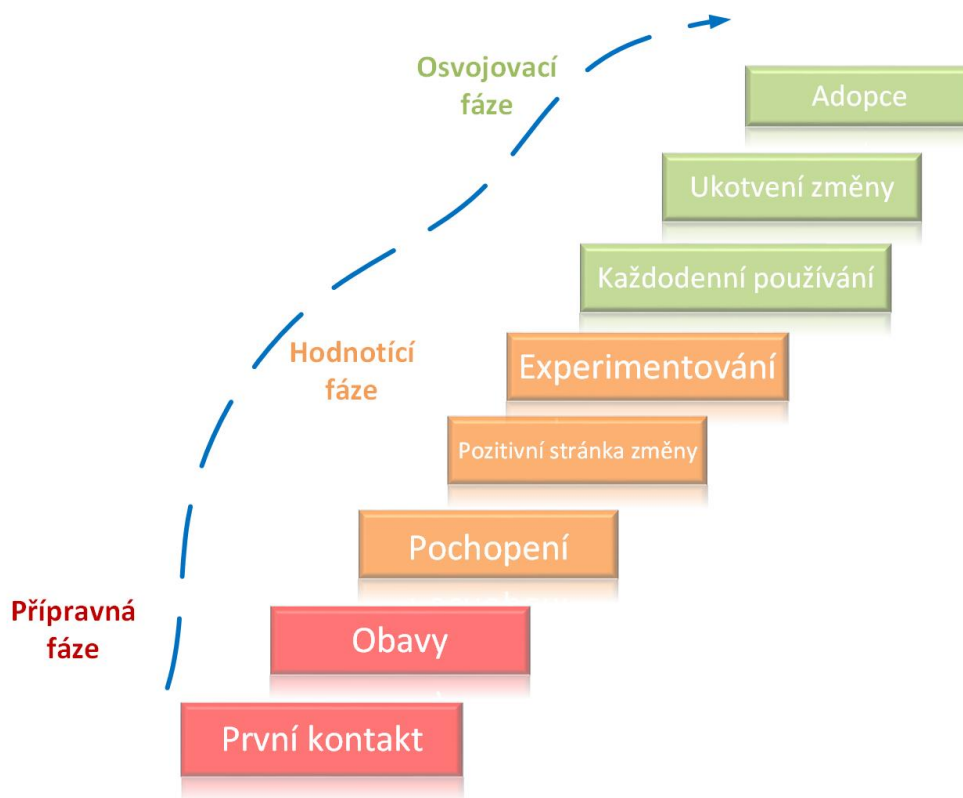 Osvojovací
fáze
Adopce
Ukotvení změny
Každodenní používání
Hodnotící
fáze
Experimentování
Pozitivní stránka změny
Pochopení
Přípravná
fáze
Obavy
První kontakt